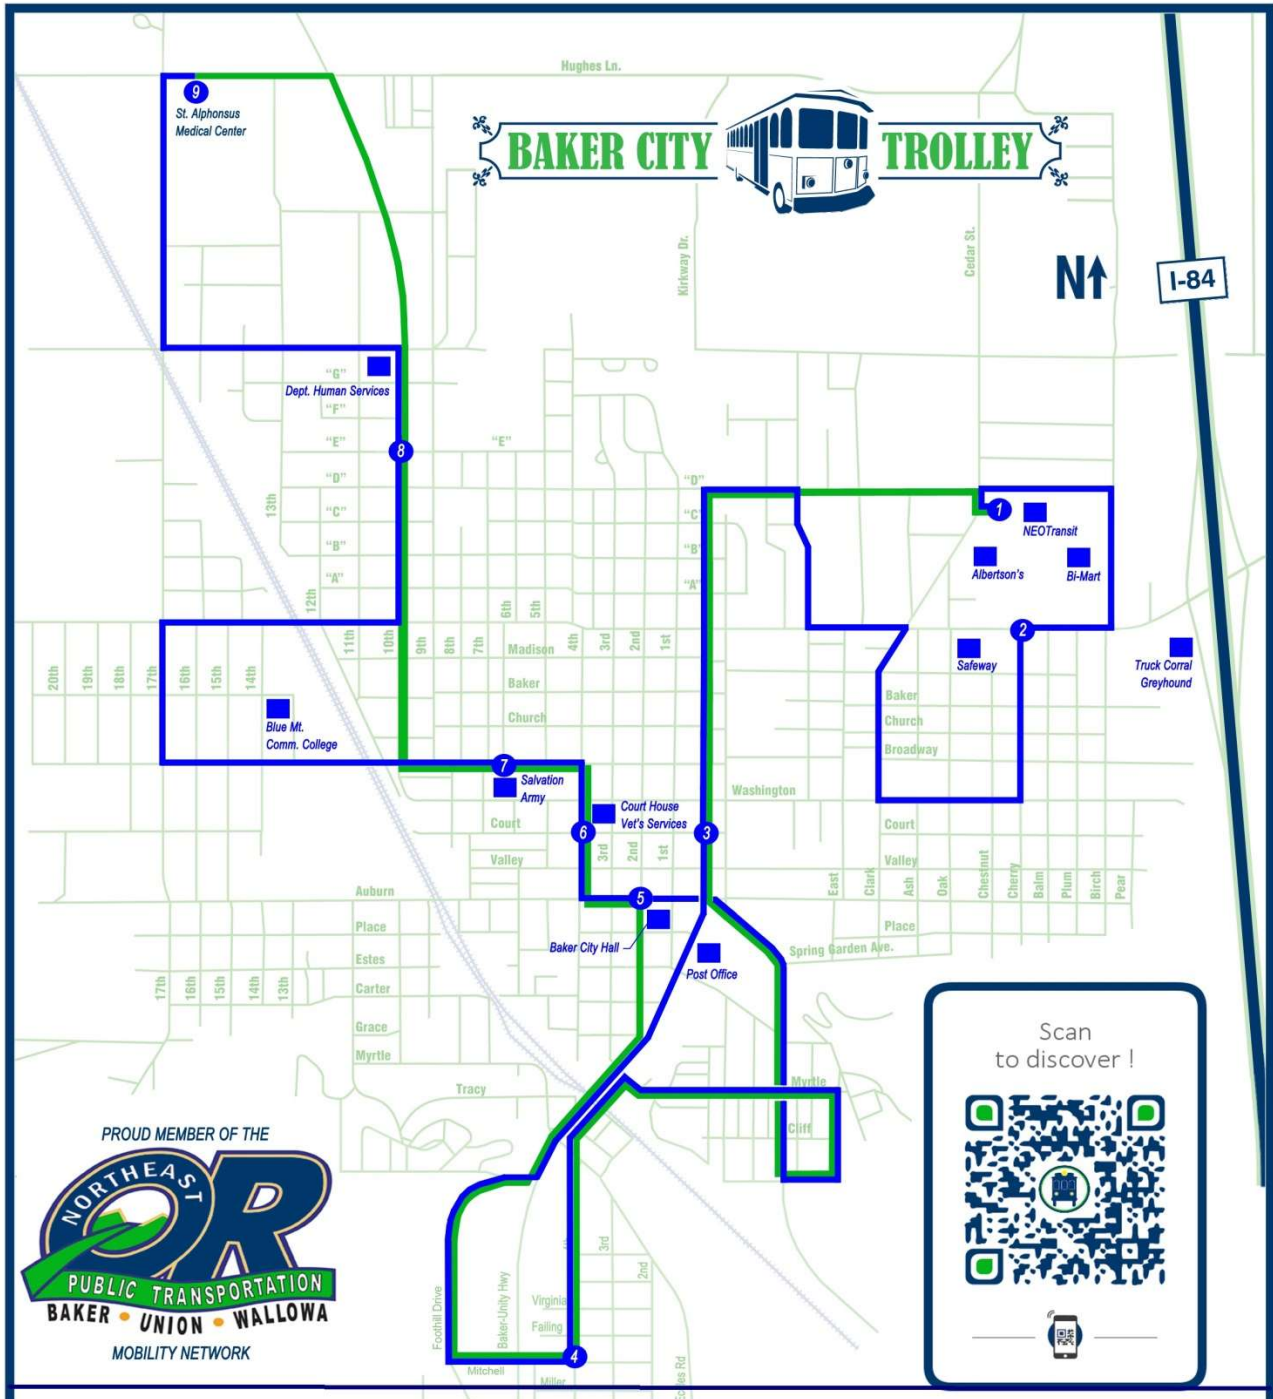 Hughes Ln.
9
St. Alphonsus
Medical Center
BAKER CITY TROLLEY
Kirkway Dr.
Cedar St.
N
I-84
Dept. Human Services
"G"
"F"
"E"
"E"
8
"D"
"D"
"C"
"C"
"B"
"B"
"A"
"A"
13th
12th
1
NEOTransit
Albertson's
Bi-Mart
2
Safeway
Truck Corral
Greyhound
6th
5th
20th
19th
18th
17th
16th
15th
14th
11th
10th
9th
8th
7th
Madison
4th
3rd
2nd
1st
Baker
Church
Baker
Church
Broadway
Blue Mt.
Comm. College
7
Salvation
Army
Washington
Court House
Vet's Services
Court
6
3
Court
Valley
3rd
2nd
1st
Valley
East
Clark
Ash
Oak
Chestnut
Cherry
Balm
Plum
Birch
Pear
Auburn
5
Place
Place
Baker City Hall
Spring Garden Ave.
Estes
Post Office
17th
16th
15th
14th
13th
Carter
Grace
Myrtle
Tracy
Myrtle
Cliff
3rd
2nd
Foothill Drive
Baker-Unity Hwy
Virginia
Failing
4
Mitchell
Miller
Scan
to discover !
PROUD MEMBER OF THE
NORTHEAST
OR
PUBLIC TRANSPORTATION
BAKER • UNION • WALLOWA
MOBILITY NETWORK